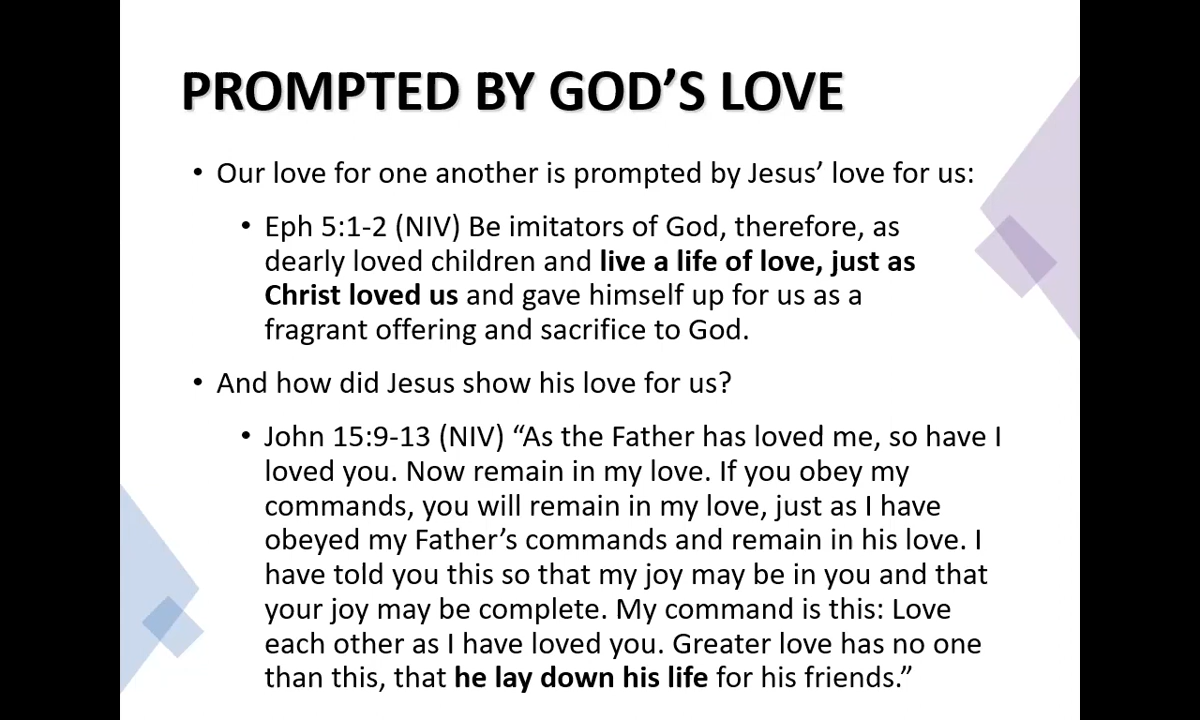 PROMPTED BY GOD’S LOVE
• Our love for one another is prompted by Jesus’ love for us:
• Eph 5:1-2 (NIV) Be imitators of God, therefore, as
dearly loved children and live a life of love, just as
Christ loved us and gave himself up for us as a
fragrant offering and sacrifice to God.
• And how did Jesus show his love for us?
• John 15:9-13 (NIV) “As the Father has loved me, so have I
loved you. Now remain in my love. If you obey my
commands, you will remain in my love, just as I have
obeyed my Father’s commands and remain in his love. I
have told you this so that my joy may be in you and that
your joy may be complete. My command is this: Love
each other as I have loved you. Greater love has no one
than this, that he lay down his life for his friends.”